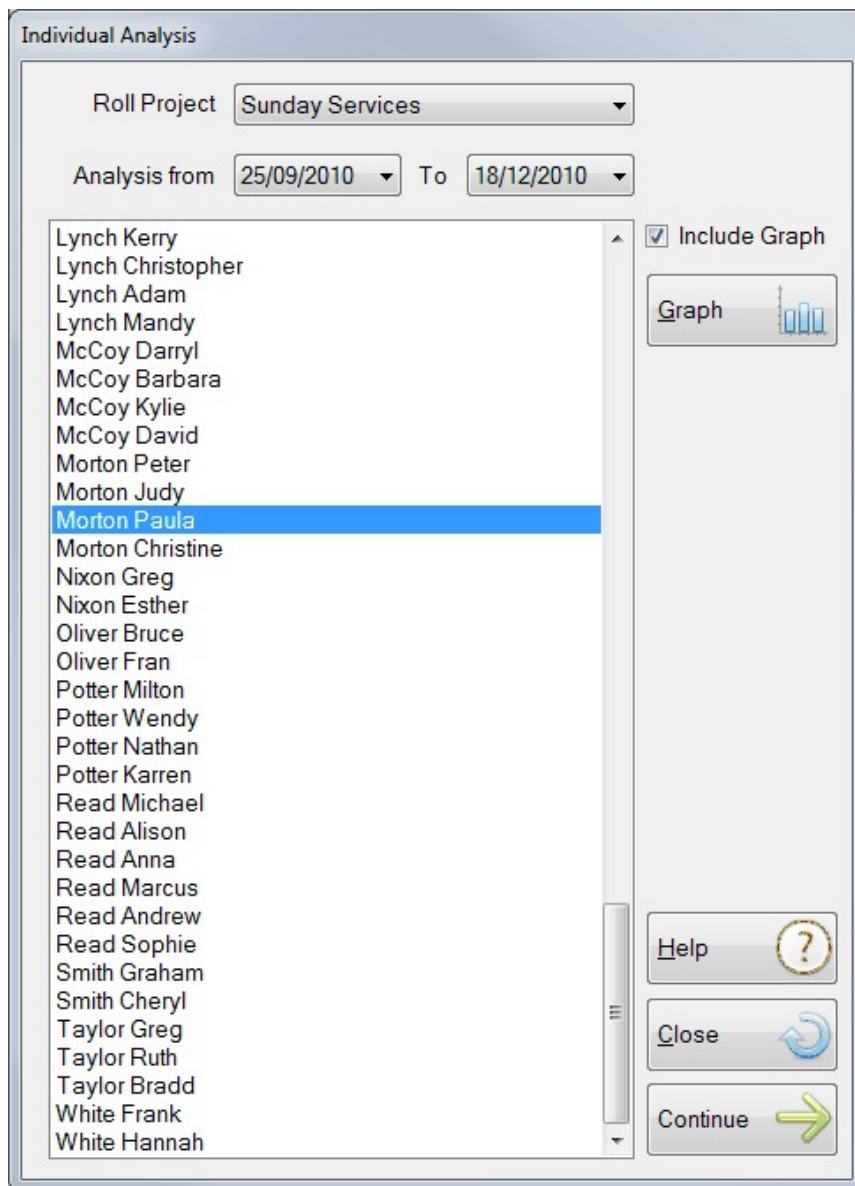 Individual Analysis
Roll Project Sunday Services
Analysis from 25/09/2010 To 18/12/2010
Include Graph
Graph
Lynch Kerry
Lynch Christopher
Lynch Adam
Lynch Mandy
McCoy Darryl
McCoy Barbara
McCoy Kylie
McCoy David
Morton Peter
Morton Judy
Morton Paula
Morton Christine
Nixon Greg
Nixon Esther
Oliver Bruce
Oliver Fran
Potter Milton
Potter Wendy
Potter Nathan
Potter Karren
Read Michael
Read Alison
Read Anna
Read Marcus
Read Andrew
Read Sophie
Smith Graham
Smith Cheryl
Taylor Greg
Taylor Ruth
Taylor Bradd
White Frank
White Hannah
Help ?
Close
Continue